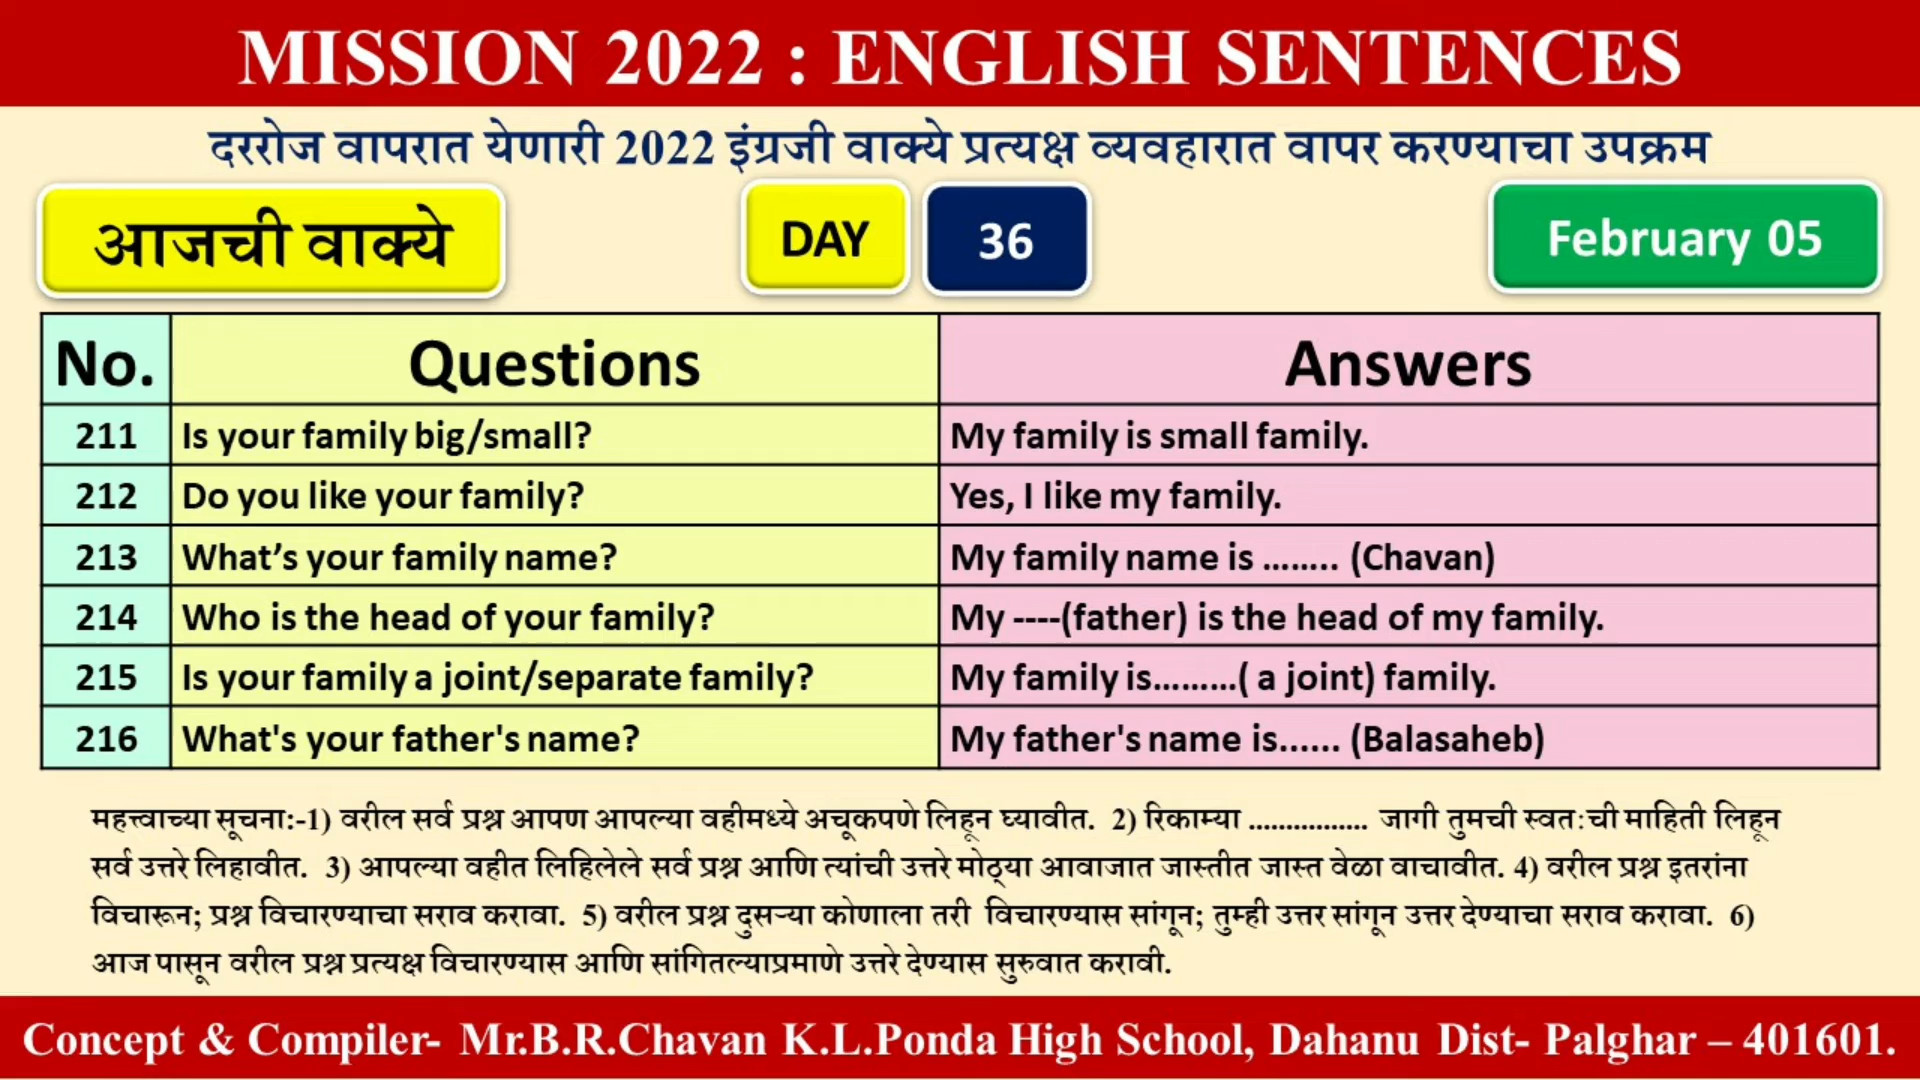 MISSION 2022 : ENGLISH SENTENCES
दररोज वापरात येणारी 2022 इंग्रजी वाक्ये प्रत्यक्ष व्यवहारात वापर करण्याचा उपक्रम
आजची वाक्ये DAY 36 February 05
No. Questions Answers
211 Is your family big/small? My family is small family.
212 Do you like your family? Yes, I like my family.
213 What’s your family name? My family name is …….. (Chavan)
214 Who is the head of your family? My ----(father) is the head of my family.
215 Is your family a joint/separate family? My family is………( a joint) family.
216 What's your father's name? My father's name is...... (Balasaheb)
महत्त्वाच्या सूचना:-1) वरील सर्व प्रश्न आपण आपल्या वहीमध्ये अचूकपणे लिहून घ्यावीत. 2) रिकाम्या ................ जागी तुमची स्वतःची माहिती लिहून
सर्व उत्तरे लिहावीत. 3) आपल्या वहीत लिहिलेले सर्व प्रश्न आणि त्यांची उत्तरे मोठ्या आवाजात जास्तीत जास्त वेळा वाचावीत. 4) वरील प्रश्न इतरांना
विचारून; प्रश्न विचारण्याचा सराव करावा. 5) वरील प्रश्न दुसऱ्या कोणाला तरी विचारण्यास सांगून; तुम्ही उत्तर सांगून उत्तर देण्याचा सराव करावा. 6)
आज पासून वरील प्रश्न प्रत्यक्ष विचारण्यास आणि सांगितल्याप्रमाणे उत्तरे देण्यास सुरुवात करावी.
Concept & Compiler- Mr.B.R.Chavan K.L.Ponda High School, Dahanu Dist- Palghar – 401601.